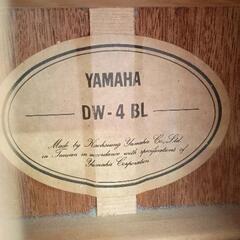 YAMAHA
DW-4 BL
Made by Kaohsiung Yamaha Co., Ltd.
in Taiwan in accordance with specifications of
Yamaha Corporation